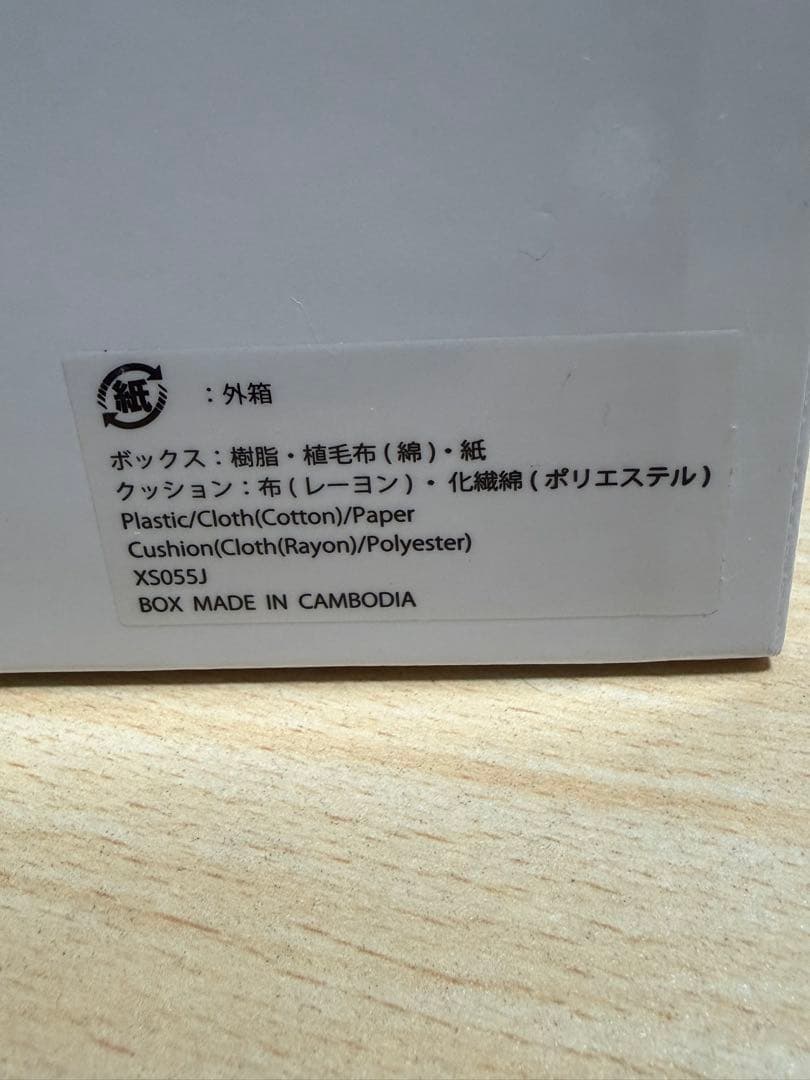 紙 : 外箱
ボックス : 樹脂・植毛布 ( 綿 )・紙
クッション : 布 ( レーヨン )・ 化繊綿 ( ポリエステル )
Plastic/Cloth(Cotton)/Paper
Cushion(Cloth(Rayon)/Polyester)
XS055J
BOX MADE IN CAMBODIA